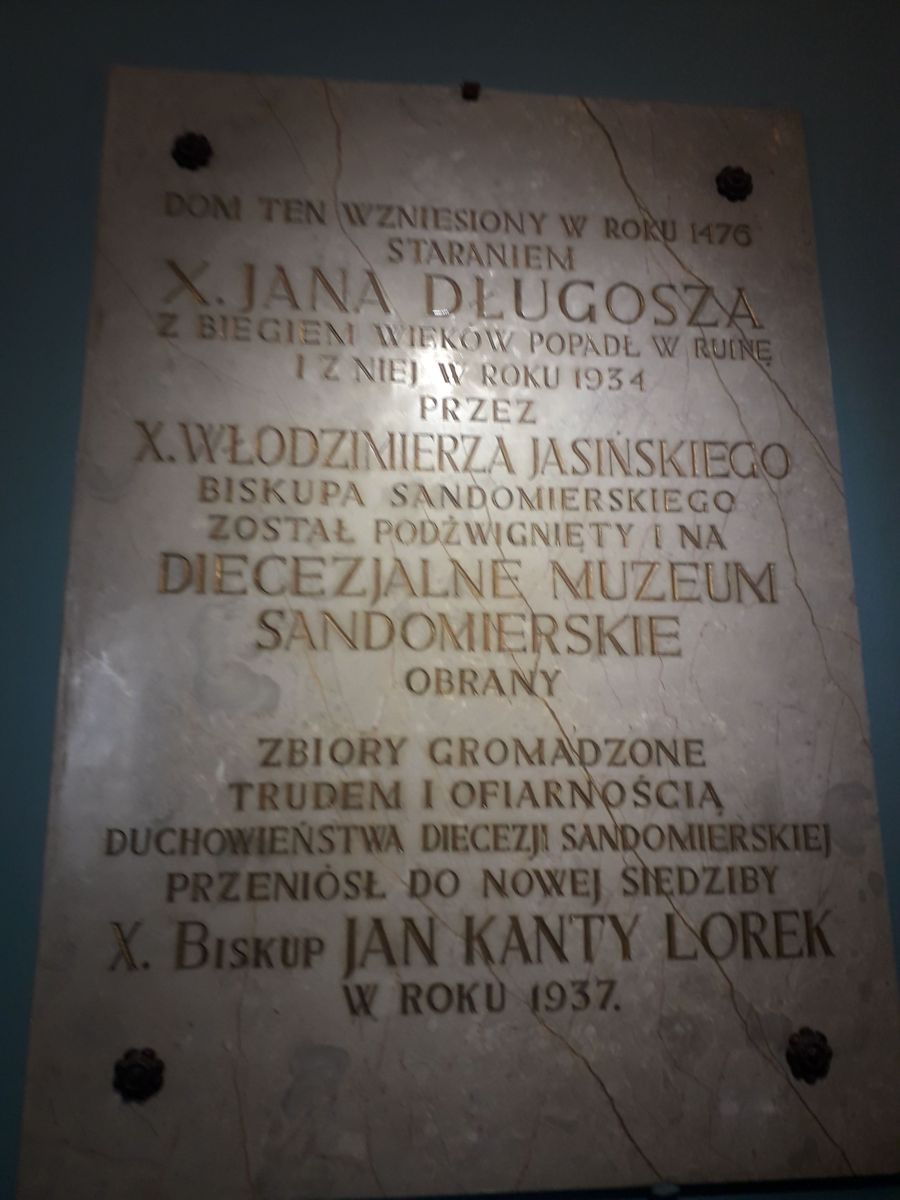 DOM TEN WZNIESIONY W ROKU 1476
STARANIEM
X. JANA DŁUGOSZA
Z BIEGIEM WIEKÓW POPADŁ W RUINĘ
I Z NIEJ W ROKU 1934
PRZEZ
X. WŁODZIMIERZA JASIŃSKIEGO
BISKUPA SANDOMIERSKIEGO
ZOSTAŁ PODŹWIGNIĘTY I NA
DIECEZJALNE MUZEUM
SANDOMIERSKIE
OBRANY
ZBIORY GROMADZONE
TRUDEM I OFIARNOŚCIĄ
DUCHOWIEŃSTWA DIECEZJI SANDOMIERSKIEJ
PRZENIÓSŁ DO NOWEJ SIEDZIBY
X. BISKUP JAN KANTY LOREK
W ROKU 1937.